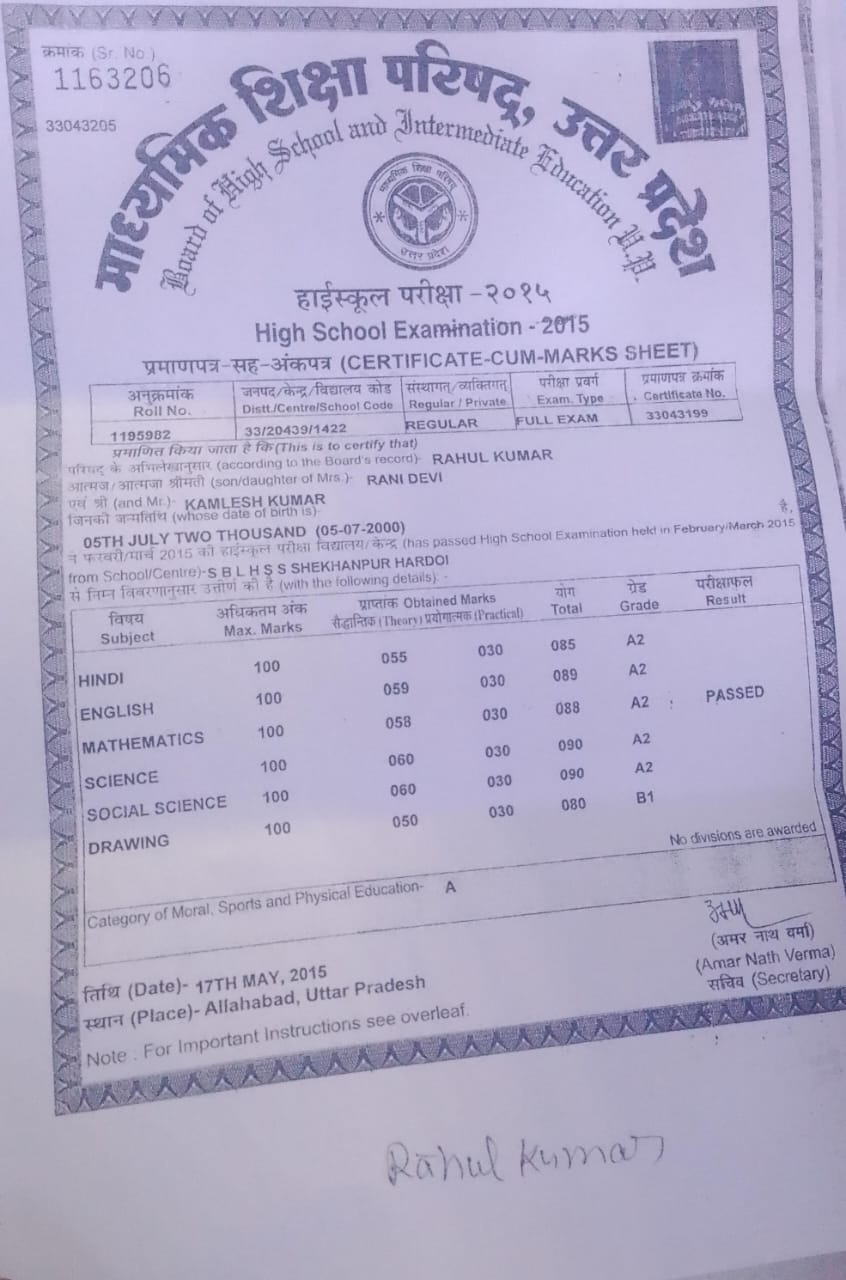 क्रमांक (Sr. No.)
1163206
33043205
माध्यमिक शिक्षा परिषद्, उत्तर प्रदेश
Board of High School and Intermediate Education U.P.
माध्यमिक शिक्षा परिषद्
उत्तर प्रदेश
हाईस्कूल परीक्षा -२०१५
High School Examination - 2015
प्रमाणपत्र-सह-अंकपत्र (CERTIFICATE-CUM-MARKS SHEET)
अनुक्रमांक जनपद/केन्द्र/विद्यालय कोड संस्थागत्/व्यक्तिगत् परीक्षा प्रवर्ग प्रमाणपत्र क्रमांक
Roll No. Distt./Centre/School Code Regular / Private Exam. Type Certificate No.
1195982 33/20439/1422 REGULAR FULL EXAM 33043199
प्रमाणित किया जाता है कि(This is to certify that)
परिषद् के अभिलेखानुसार (according to the Board's record)- RAHUL KUMAR
आत्मज/आत्मजा श्रीमती (son/daughter of Mrs.)- RANI DEVI
एवं श्री (and Mr.)- KAMLESH KUMAR
जिनकी जन्मतिथि (whose date of birth is)-
05TH JULY TWO THOUSAND (05-07-2000) है,
ने फरवरी/मार्च 2015 की हाईस्कूल परीक्षा विद्यालय/केन्द्र (has passed High School Examination held in February/March 2015
from School/Centre)-S B L H S S SHEKHANPUR HARDOI
से निम्न विवरणानुसार उत्तीर्ण की है (with the following details) -
विषय अधिकतम अंक प्राप्तांक Obtained Marks योग ग्रेड परीक्षाफल
Subject Max. Marks सैद्धान्तिक (Theory) प्रयोगात्मक (Practical) Total Grade Result
HINDI 100 055 030 085 A2
ENGLISH 100 059 030 089 A2
MATHEMATICS 100 058 030 088 A2 PASSED
SCIENCE 100 060 030 090 A2
SOCIAL SCIENCE 100 060 030 090 A2
DRAWING 100 050 030 080 B1
No divisions are awarded
Category of Moral, Sports and Physical Education- A
(अमर नाथ वर्मा)
(Amar Nath Verma)
सचिव (Secretary)
तिथि (Date)- 17TH MAY, 2015
स्थान (Place)- Allahabad, Uttar Pradesh
Note : For Important Instructions see overleaf.
Rahul Kumar